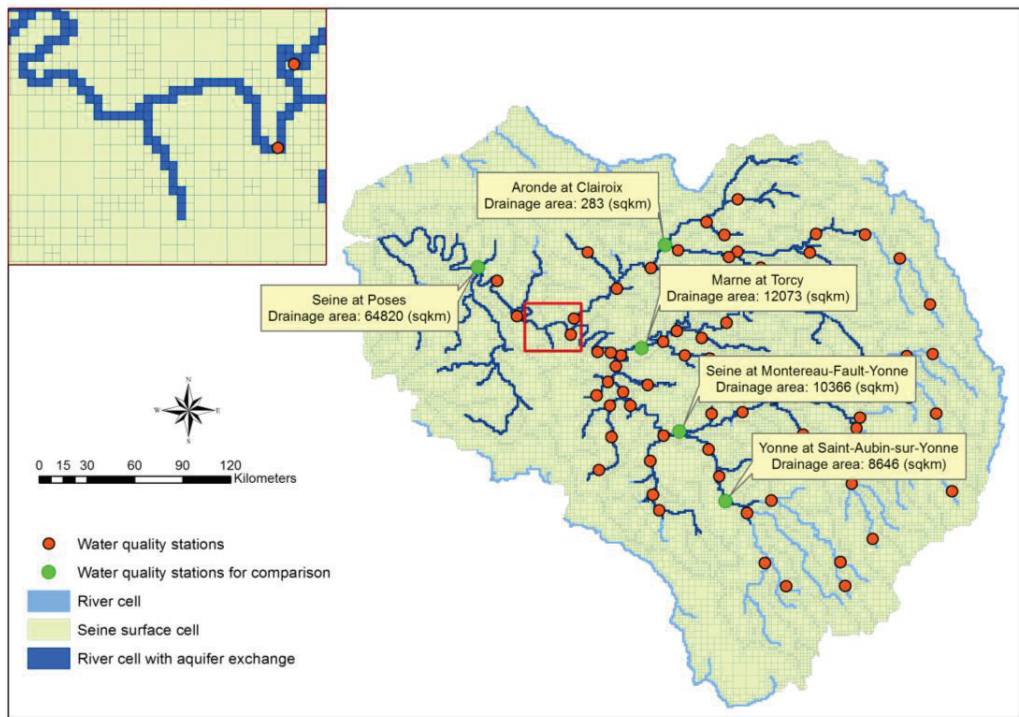 Aronde at Clairoix
Drainage area: 283 (sqkm)
Marne at Torcy
Drainage area: 12073 (sqkm)
Seine at Poses
Drainage area: 64820 (sqkm)
Seine at Montereau-Fault-Yonne
Drainage area: 10366 (sqkm)
Yonne at Saint-Aubin-sur-Yonne
Drainage area: 8646 (sqkm)
N
W E
S
0 15 30 60 90 120
Kilometers
Water quality stations
Water quality stations for comparison
River cell
Seine surface cell
River cell with aquifer exchange